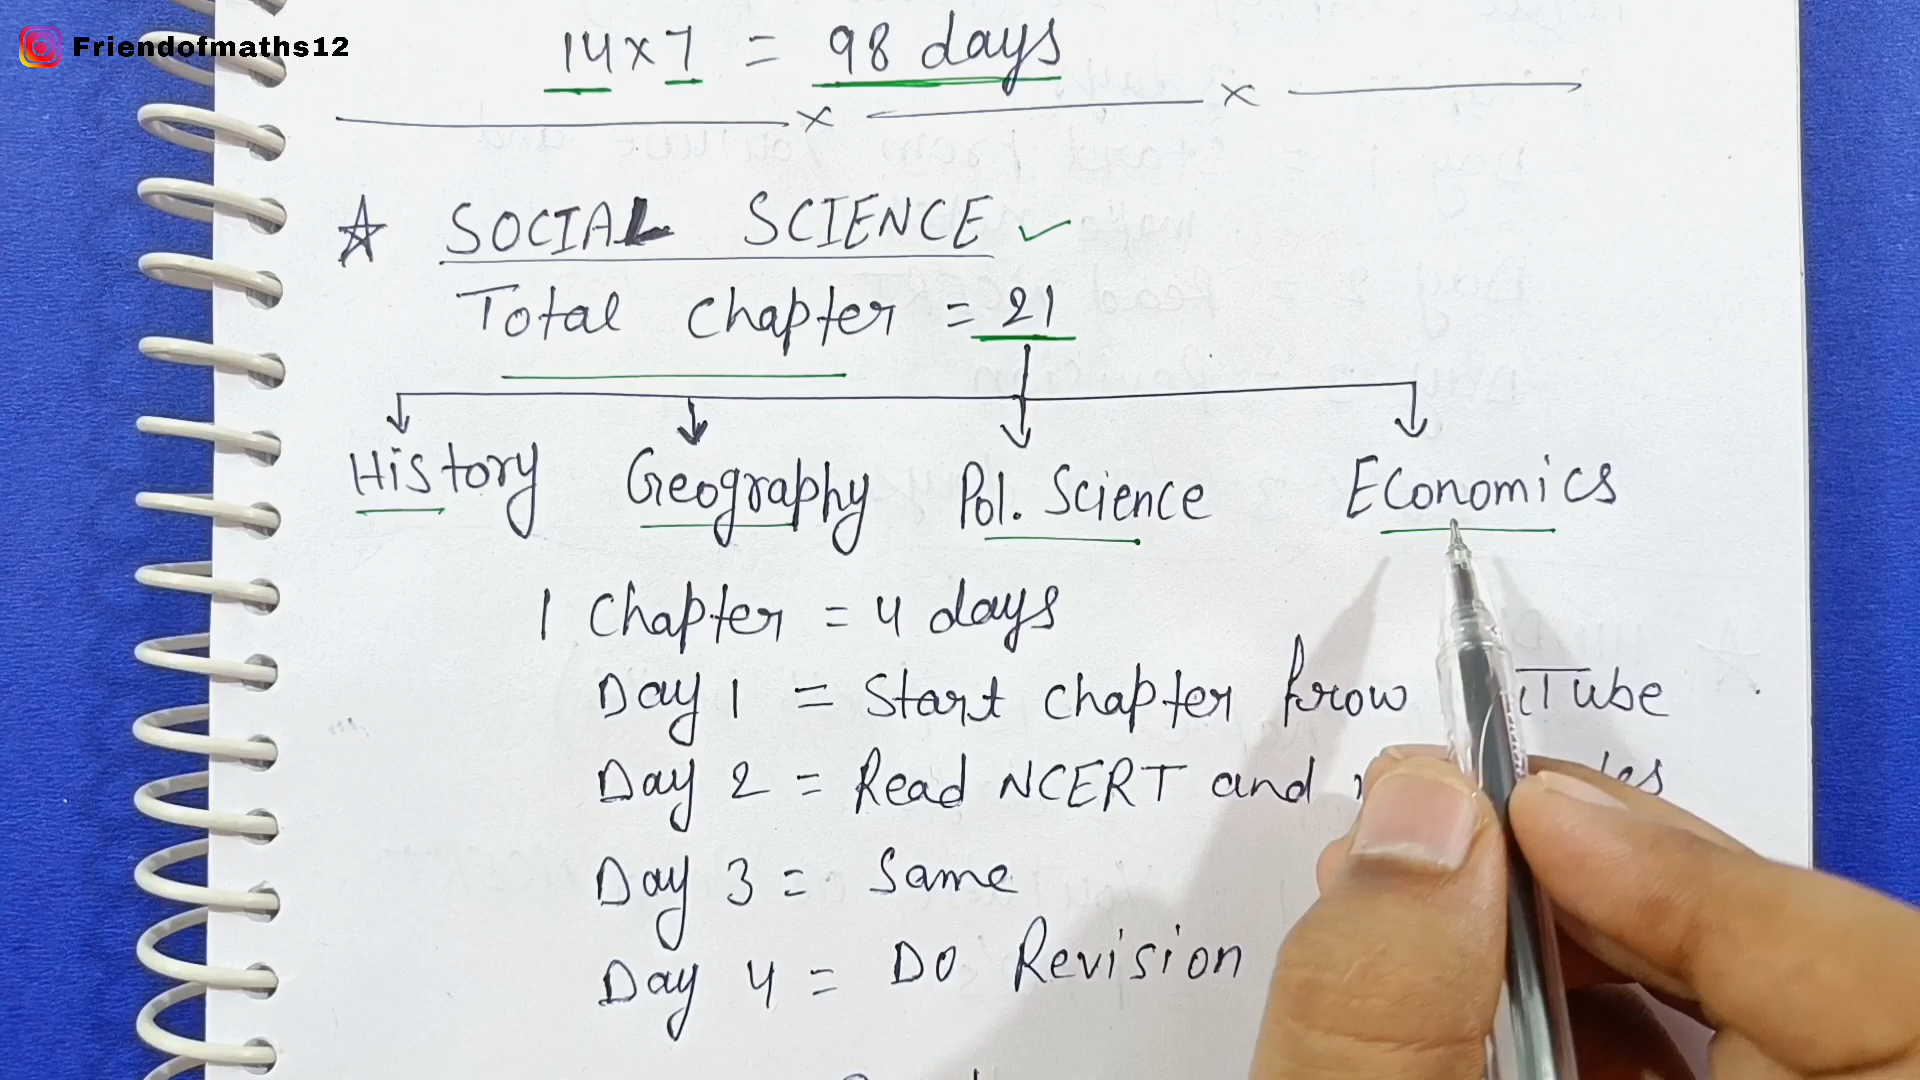 Friendofmaths12
14 x 7 = 98 days
x x
SOCIAL SCIENCE ✓
Total chapter = 21
History Geography Pol. Science Economics
1 Chapter = 4 days
Day 1 = Start chapter from Tube
Day 2 = Read NCERT and
Day 3 = Same
Day 4 = Do Revision